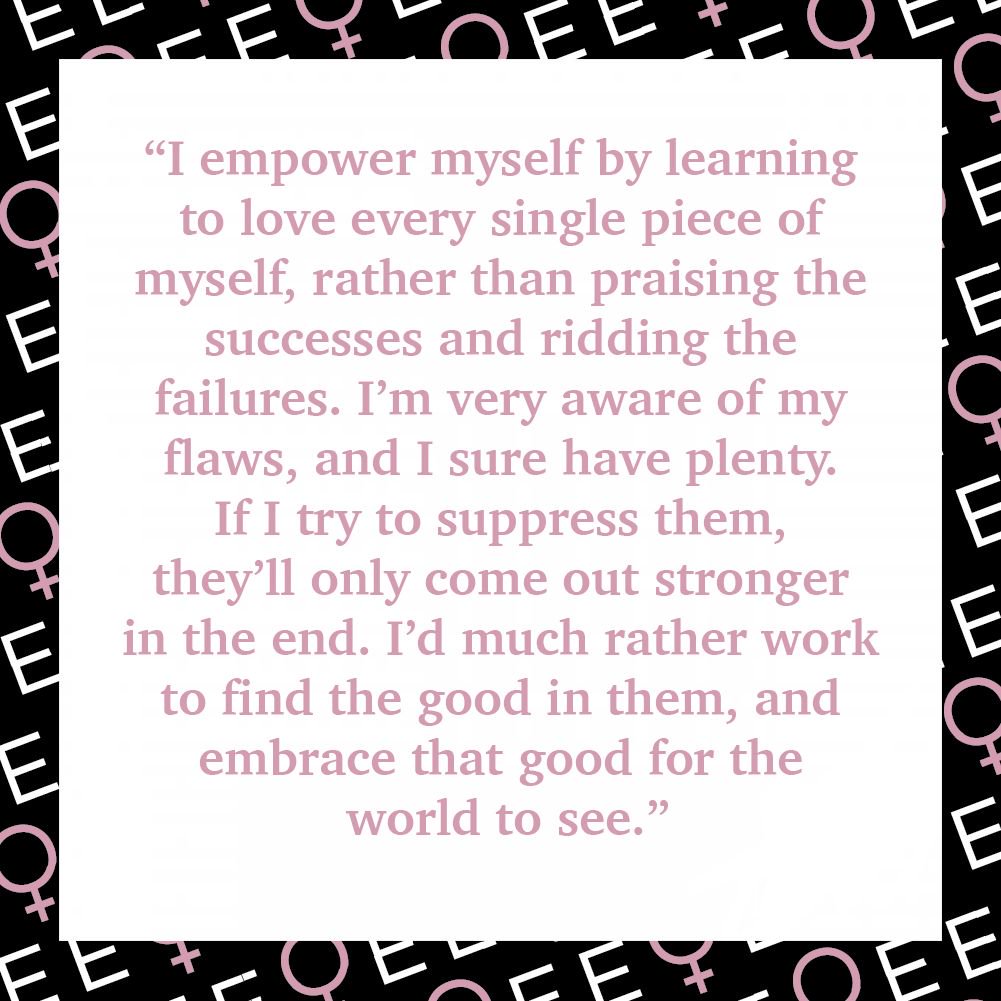 “I empower myself by learning
to love every single piece of
myself, rather than praising the
successes and ridding the
failures. I’m very aware of my
flaws, and I sure have plenty.
If I try to suppress them,
they’ll only come out stronger
in the end. I’d much rather work
to find the good in them, and
embrace that good for the
world to see.”